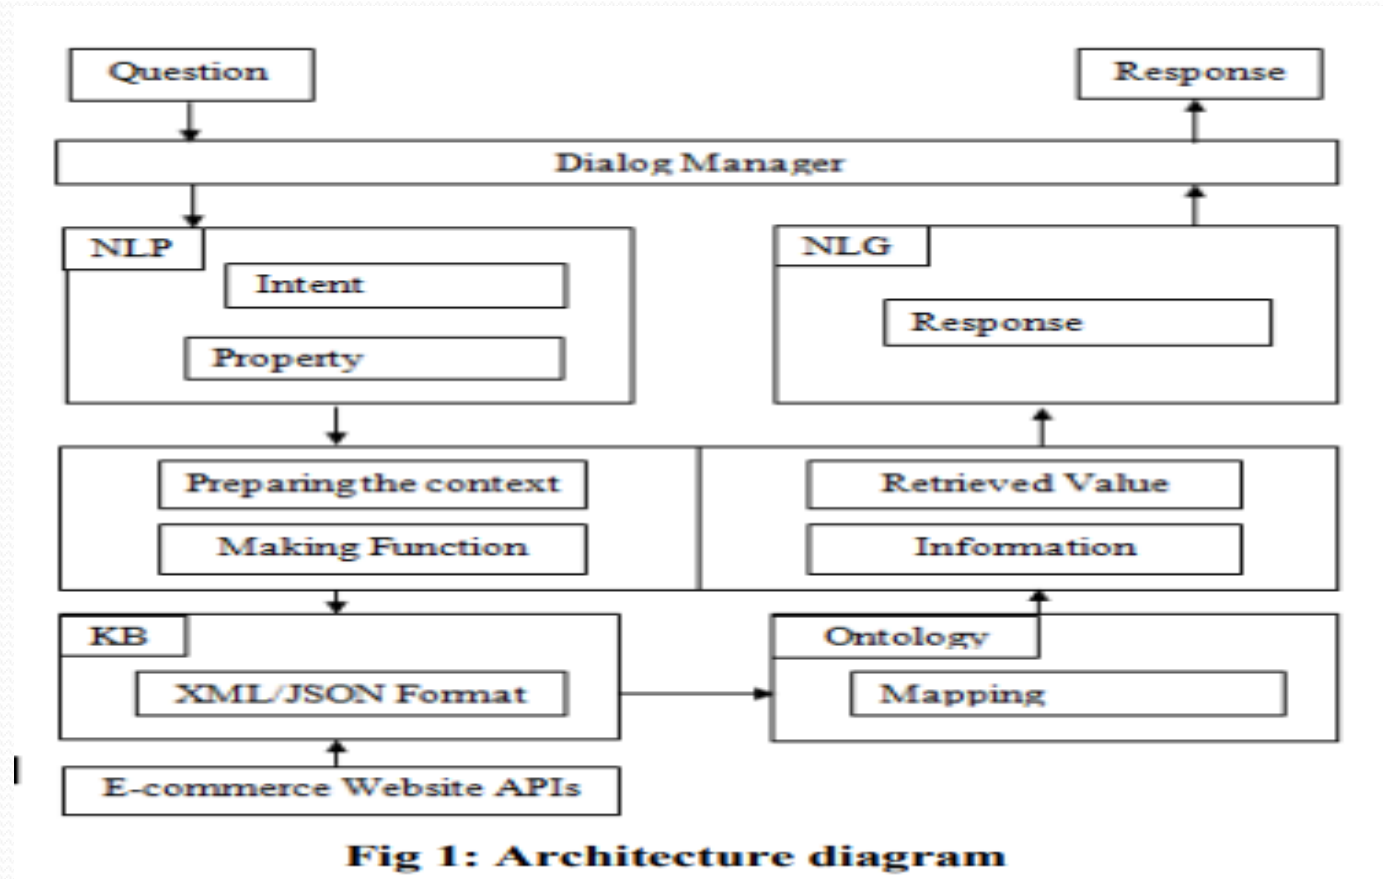 Question
Response
Dialog Manager
NLP
Intent
Property
NLG
Response
Preparing the context
Making Function
Retrieved Value
Information
KB
XML/JSON Format
Ontology
Mapping
E-commerce Website APIs
Fig 1: Architecture diagram